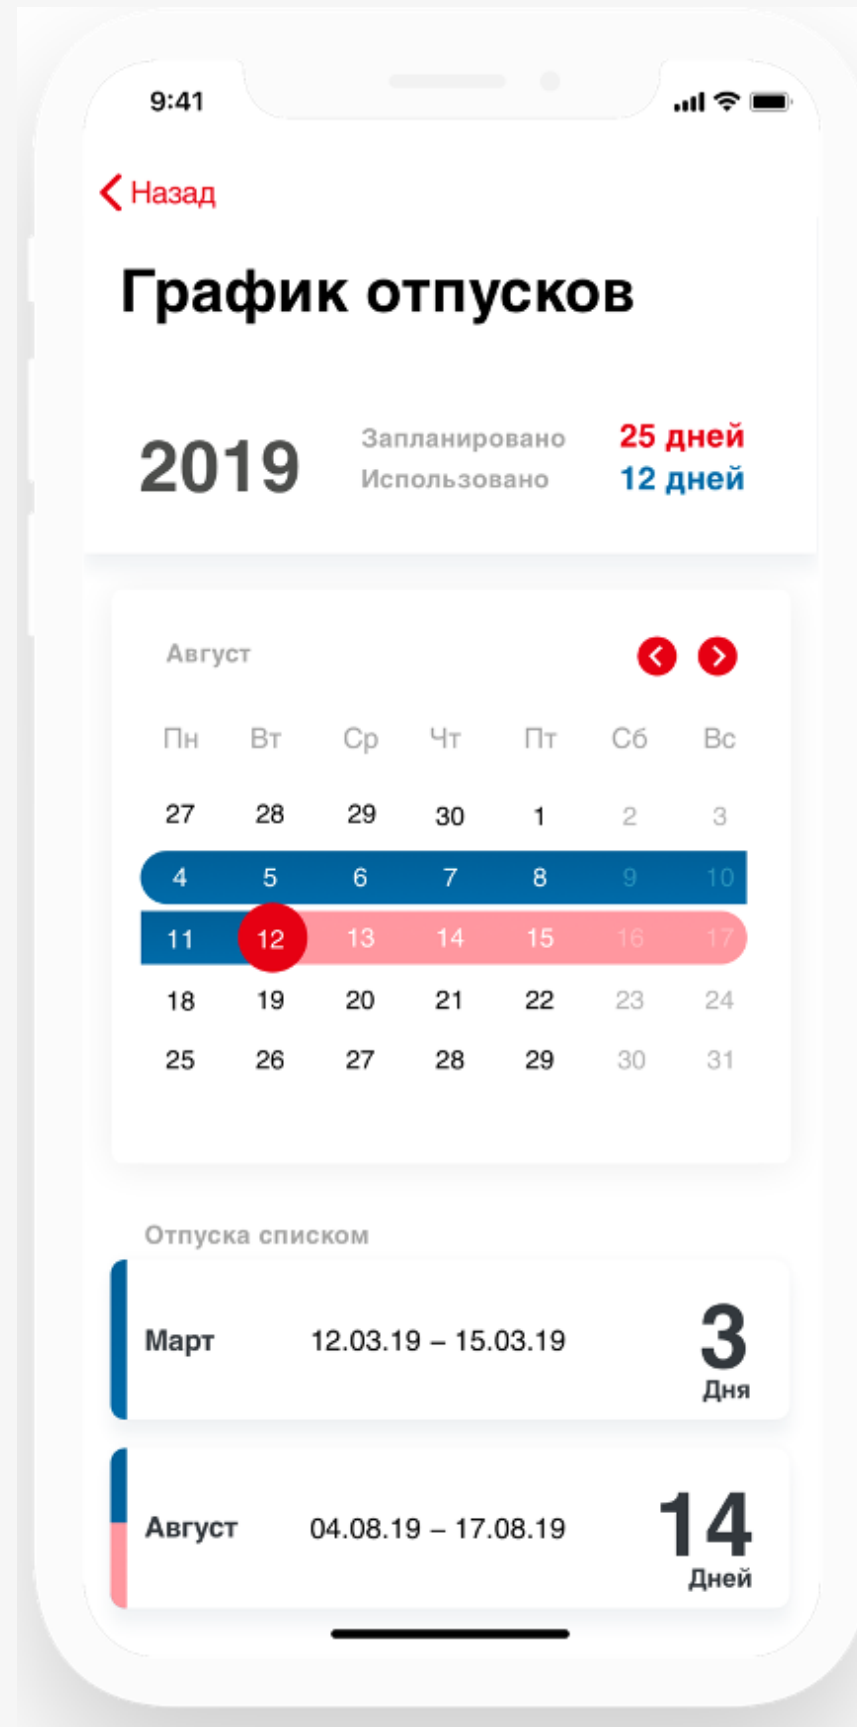 9:41
Назад
График отпусков
2019
Запланировано 25 дней
Использовано 12 дней
Август
Пн Вт Ср Чт Пт Сб Вс
27 28 29 30 1 2 3
4 5 6 7 8 9 10
11 12 13 14 15 16 17
18 19 20 21 22 23 24
25 26 27 28 29 30 31
Отпуска списком
Март 12.03.19 – 15.03.19 3
Дня
Август 04.08.19 – 17.08.19 14
Дней